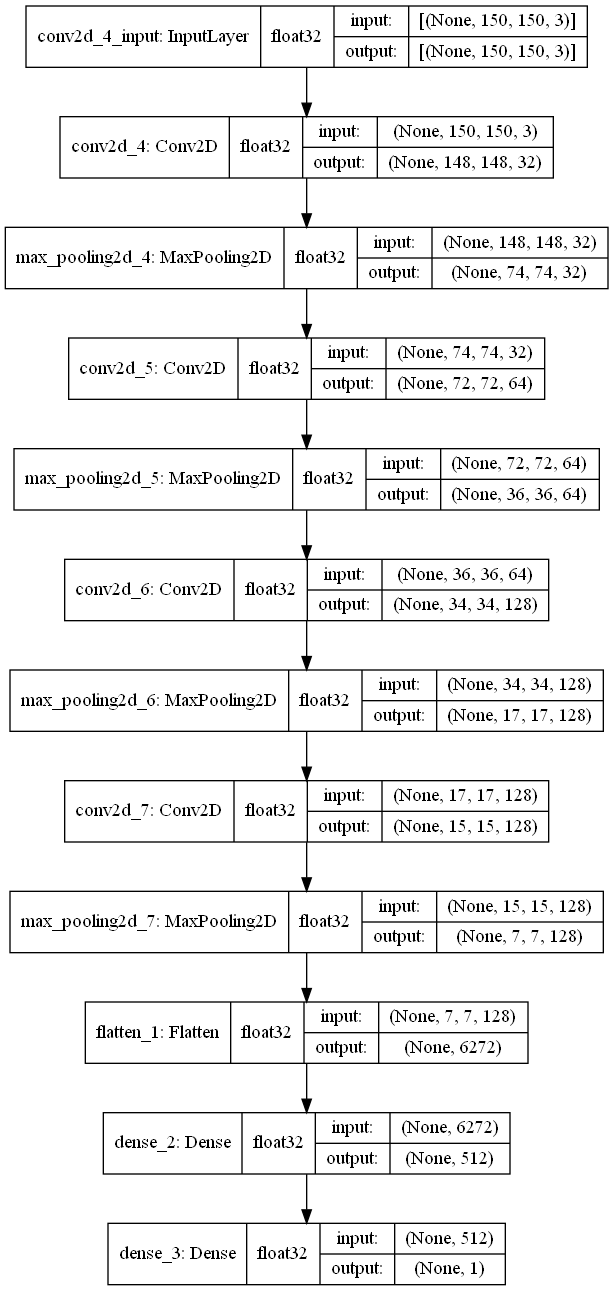 conv2d_4_input: InputLayer float32 input: [(None, 150, 150, 3)]
output: [(None, 150, 150, 3)]
conv2d_4: Conv2D float32 input: (None, 150, 150, 3)
output: (None, 148, 148, 32)
max_pooling2d_4: MaxPooling2D float32 input: (None, 148, 148, 32)
output: (None, 74, 74, 32)
conv2d_5: Conv2D float32 input: (None, 74, 74, 32)
output: (None, 72, 72, 64)
max_pooling2d_5: MaxPooling2D float32 input: (None, 72, 72, 64)
output: (None, 36, 36, 64)
conv2d_6: Conv2D float32 input: (None, 36, 36, 64)
output: (None, 34, 34, 128)
max_pooling2d_6: MaxPooling2D float32 input: (None, 34, 34, 128)
output: (None, 17, 17, 128)
conv2d_7: Conv2D float32 input: (None, 17, 17, 128)
output: (None, 15, 15, 128)
max_pooling2d_7: MaxPooling2D float32 input: (None, 15, 15, 128)
output: (None, 7, 7, 128)
flatten_1: Flatten float32 input: (None, 7, 7, 128)
output: (None, 6272)
dense_2: Dense float32 input: (None, 6272)
output: (None, 512)
dense_3: Dense float32 input: (None, 512)
output: (None, 1)